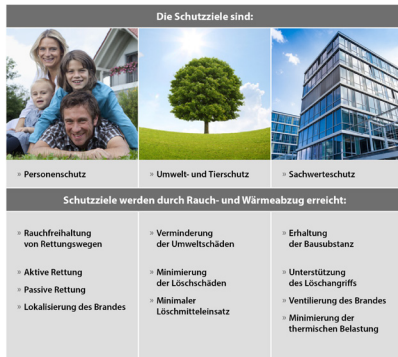 Die Schutzziele sind:
» Personenschutz
» Umwelt- und Tierschutz
» Sachwerteschutz
Schutzziele werden durch Rauch- und Wärmeabzug erreicht:
» Rauchfreihaltung
von Rettungswegen
» Aktive Rettung
» Passive Rettung
» Lokalisierung des Brandes
» Verminderung
der Umweltschäden
» Minimierung
der Löschschäden
» Minimaler
Löschmitteleinsatz
» Erhaltung
der Bausubstanz
» Unterstützung
des Löschangriffs
» Ventilierung des Brandes
» Minimierung der
thermischen Belastung